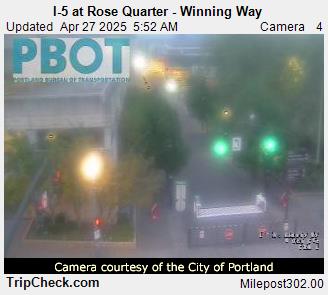 I-5 at Rose Quarter - Winning Way
Updated Apr 27 2025 5:52 AM Camera 4
PBOT
PORTLAND BUREAU OF TRANSPORTATION
Camera courtesy of the City of Portland
TripCheck.com Milepost302.00